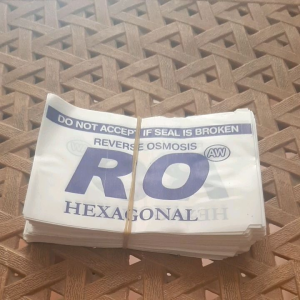 DO NOT ACCEPT IF SEAL IS BROKEN
REVERSE OSMOSIS
RO AW
HEXAGONAL